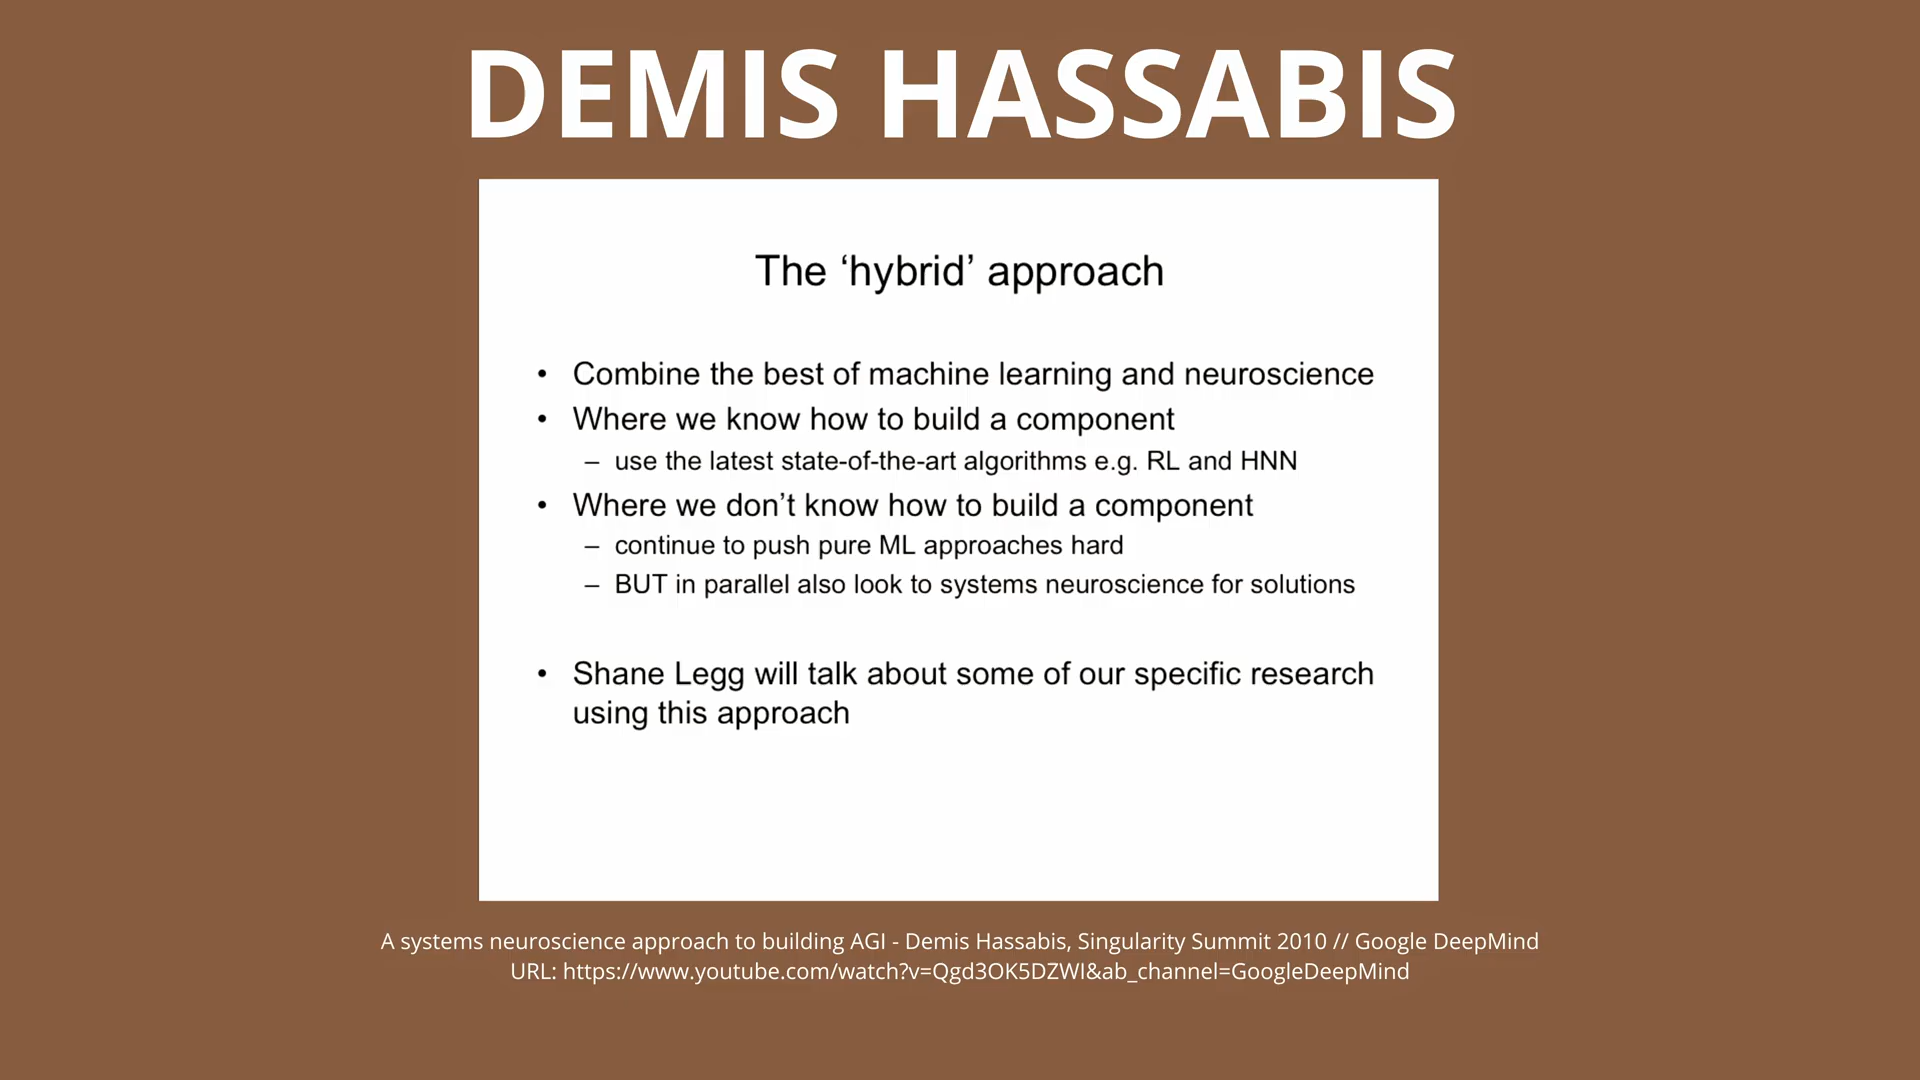 DEMIS HASSABIS
The ‘hybrid’ approach
• Combine the best of machine learning and neuroscience
• Where we know how to build a component
– use the latest state-of-the-art algorithms e.g. RL and HNN
• Where we don’t know how to build a component
– continue to push pure ML approaches hard
– BUT in parallel also look to systems neuroscience for solutions
• Shane Legg will talk about some of our specific research
using this approach
A systems neuroscience approach to building AGI - Demis Hassabis, Singularity Summit 2010 // Google DeepMind
URL: https://www.youtube.com/watch?v=Qgd3OK5DZWI&ab_channel=GoogleDeepMind